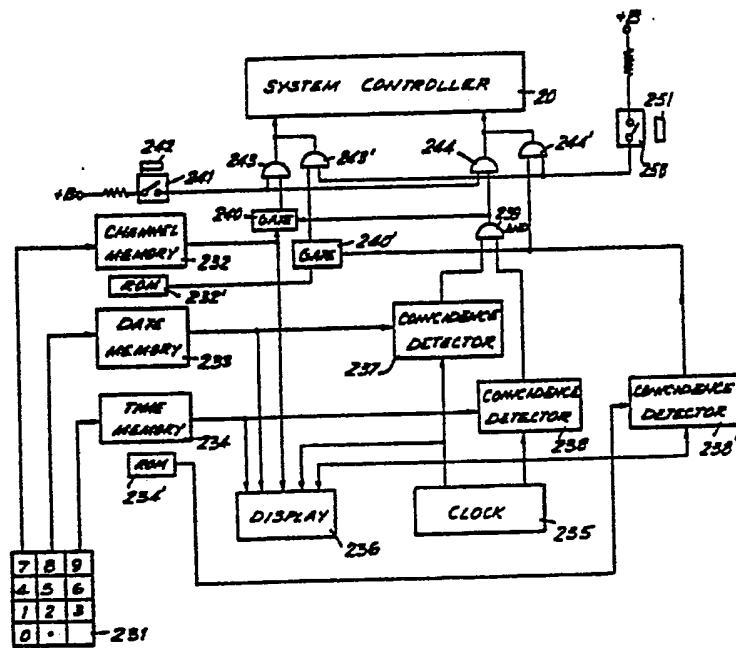 +B
SYSTEM CONTROLLER
20
251
258
242
241
+B
243
243'
244
244'
240
GATE
239
AND
CHANNEL
MEMORY
232
GATE
240'
ROM
232'
DATE
MEMORY
233
COINCIDENCE
DETECTOR
237
TIME
MEMORY
234
COINCIDENCE
DETECTOR
238
COINCIDENCE
DETECTOR
238'
ROM
234'
DISPLAY
236
CLOCK
235
7 8 9
4 5 6
1 2 3
0 •
231